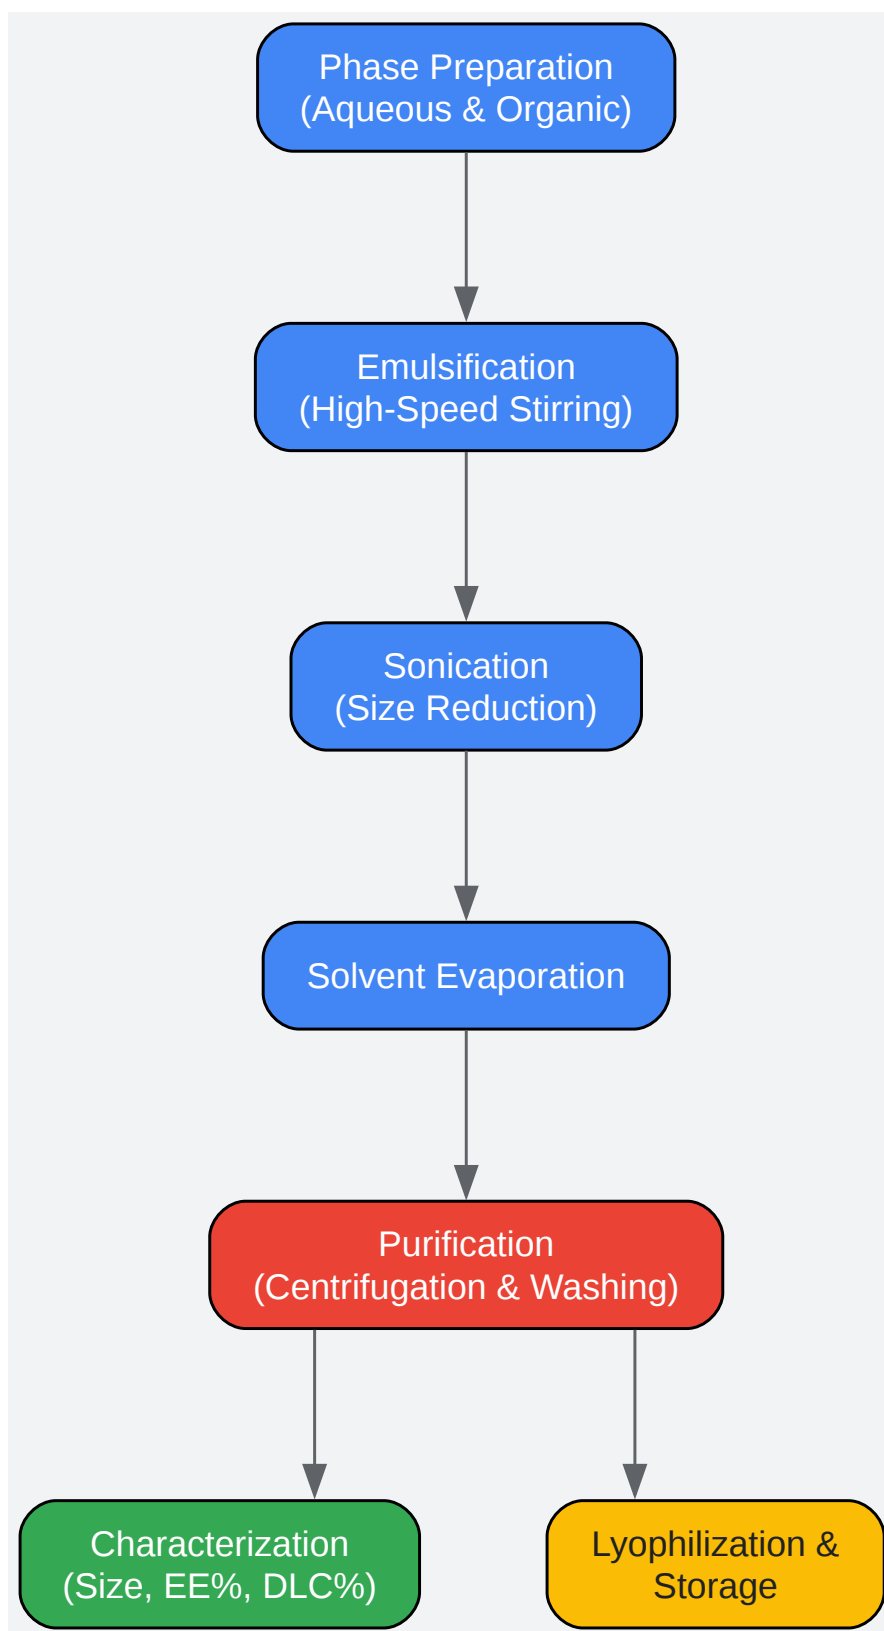 Phase Preparation
(Aqueous & Organic)
Emulsification
(High-Speed Stirring)
Sonication
(Size Reduction)
Solvent Evaporation
Purification
(Centrifugation & Washing)
Characterization
(Size, EE%, DLC%)
Lyophilization &
Storage